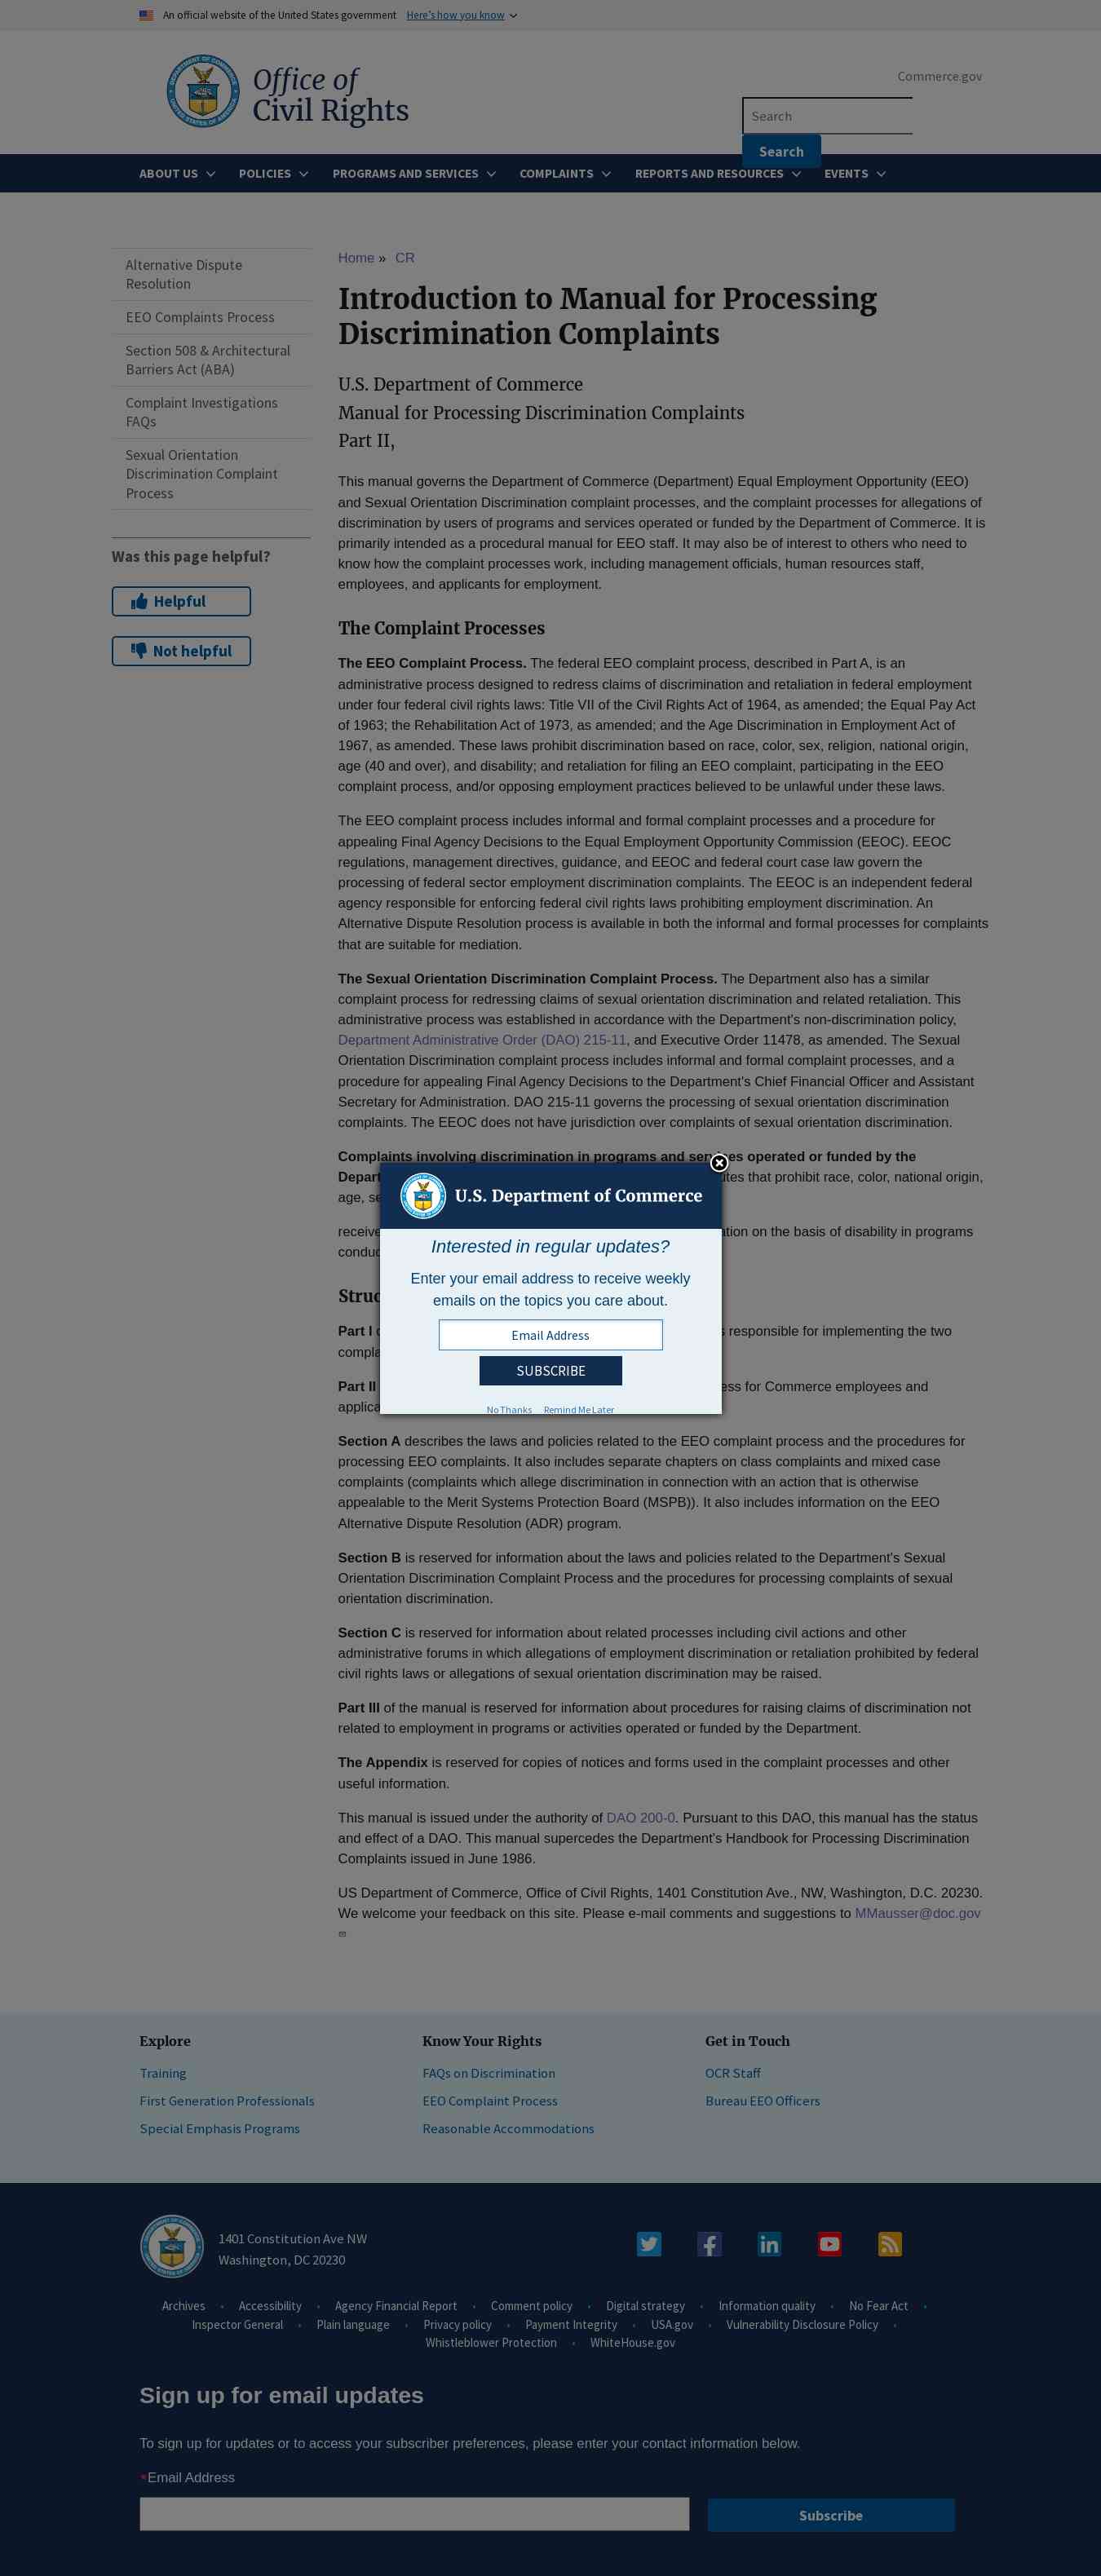 An official website of the United States government Here's how you know
Office of
Civil Rights
Commerce.gov
Search
Search
ABOUT US POLICIES PROGRAMS AND SERVICES COMPLAINTS REPORTS AND RESOURCES EVENTS
Alternative Dispute
Resolution
EEO Complaints Process
Section 508 & Architectural
Barriers Act (ABA)
Complaint Investigations
FAQs
Sexual Orientation
Discrimination Complaint
Process
Was this page helpful?
Helpful
Not helpful
Home » CR
Introduction to Manual for Processing
Discrimination Complaints
U.S. Department of Commerce
Manual for Processing Discrimination Complaints
Part II,
This manual governs the Department of Commerce (Department) Equal Employment Opportunity (EEO)
and Sexual Orientation Discrimination complaint processes, and the complaint processes for allegations of
discrimination by users of programs and services operated or funded by the Department of Commerce. It is
primarily intended as a procedural manual for EEO staff. It may also be of interest to others who need to
know how the complaint processes work, including management officials, human resources staff,
employees, and applicants for employment.
The Complaint Processes
The EEO Complaint Process. The federal EEO complaint process, described in Part A, is an
administrative process designed to redress claims of discrimination and retaliation in federal employment
under four federal civil rights laws: Title VII of the Civil Rights Act of 1964, as amended; the Equal Pay Act
of 1963; the Rehabilitation Act of 1973, as amended; and the Age Discrimination in Employment Act of
1967, as amended. These laws prohibit discrimination based on race, color, sex, religion, national origin,
age (40 and over), and disability; and retaliation for filing an EEO complaint, participating in the EEO
complaint process, and/or opposing employment practices believed to be unlawful under these laws.
The EEO complaint process includes informal and formal complaint processes and a procedure for
appealing Final Agency Decisions to the Equal Employment Opportunity Commission (EEOC). EEOC
regulations, management directives, guidance, and EEOC and federal court case law govern the
processing of federal sector employment discrimination complaints. The EEOC is an independent federal
agency responsible for enforcing federal civil rights laws prohibiting employment discrimination. An
Alternative Dispute Resolution process is available in both the informal and formal processes for complaints
that are suitable for mediation.
The Sexual Orientation Discrimination Complaint Process. The Department also has a similar
complaint process for redressing claims of sexual orientation discrimination and related retaliation. This
administrative process was established in accordance with the Department's non-discrimination policy,
Department Administrative Order (DAO) 215-11, and Executive Order 11478, as amended. The Sexual
Orientation Discrimination complaint process includes informal and formal complaint processes, and a
procedure for appealing Final Agency Decisions to the Department's Chief Financial Officer and Assistant
Secretary for Administration. DAO 215-11 governs the processing of sexual orientation discrimination
complaints. The EEOC does not have jurisdiction over complaints of sexual orientation discrimination.
Complaints involving discrimination in programs and services operated or funded by the
that prohibit race, color, national origin,
age,
on the basis of disability in programs
U.S. Department of Commerce
Interested in regular updates?
Enter your email address to receive weekly
emails on the topics you care about.
Email Address
SUBSCRIBE
No Thanks Remind Me Later
Part I responsible for implementing the two
Part II for Commerce employees and
Section A describes the laws and policies related to the EEO complaint process and the procedures for
processing EEO complaints. It also includes separate chapters on class complaints and mixed case
complaints (complaints which allege discrimination in connection with an action that is otherwise
appealable to the Merit Systems Protection Board (MSPB)). It also includes information on the EEO
Alternative Dispute Resolution (ADR) program.
Section B is reserved for information about the laws and policies related to the Department's Sexual
Orientation Discrimination Complaint Process and the procedures for processing complaints of sexual
orientation discrimination.
Section C is reserved for information about related processes including civil actions and other
administrative forums in which allegations of employment discrimination or retaliation prohibited by federal
civil rights laws or allegations of sexual orientation discrimination may be raised.
Part III of the manual is reserved for information about procedures for raising claims of discrimination not
related to employment in programs or activities operated or funded by the Department.
The Appendix is reserved for copies of notices and forms used in the complaint processes and other
useful information.
This manual is issued under the authority of DAO 200-0. Pursuant to this DAO, this manual has the status
and effect of a DAO. This manual supercedes the Department's Handbook for Processing Discrimination
Complaints issued in June 1986.
US Department of Commerce, Office of Civil Rights, 1401 Constitution Ave., NW, Washington, D.C. 20230.
We welcome your feedback on this site. Please e-mail comments and suggestions to MMausser@doc.gov
Explore
Training
First Generation Professionals
Special Emphasis Programs
Know Your Rights
FAQs on Discrimination
EEO Complaint Process
Reasonable Accommodations
Get in Touch
OCR Staff
Bureau EEO Officers
1401 Constitution Ave NW
Washington, DC 20230
Archives • Accessibility • Agency Financial Report • Comment policy • Digital strategy • Information quality • No Fear Act •
Inspector General • Plain language • Privacy policy • Payment Integrity • USA.gov • Vulnerability Disclosure Policy •
Whistleblower Protection • WhiteHouse.gov
Sign up for email updates
To sign up for updates or to access your subscriber preferences, please enter your contact information below.
*Email Address
Subscribe